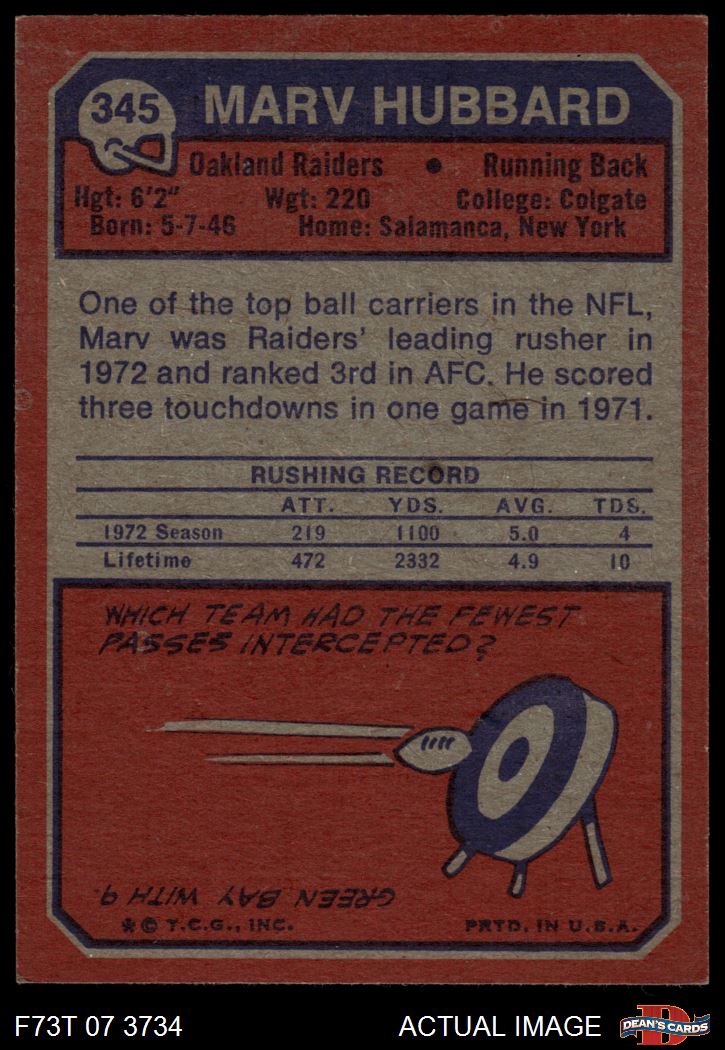 345
MARV HUBBARD
Oakland Raiders • Running Back
Hgt: 6'2" Wgt: 220 College: Colgate
Born: 5-7-46 Home: Salamanca, New York
One of the top ball carriers in the NFL,
Marv was Raiders' leading rusher in
1972 and ranked 3rd in AFC. He scored
three touchdowns in one game in 1971.
RUSHING RECORD
ATT. YDS. AVG. TDS.
1972 Season 219 1100 5.0 4
Lifetime 472 2332 4.9 10
WHICH TEAM HAD THE FEWEST
PASSES INTERCEPTED?
GREEN BAY WITH 9.
* © T.C.G., INC. PRTD. IN U.S.A.
F73T 07 3734 ACTUAL IMAGE D DEAN'S CARDS